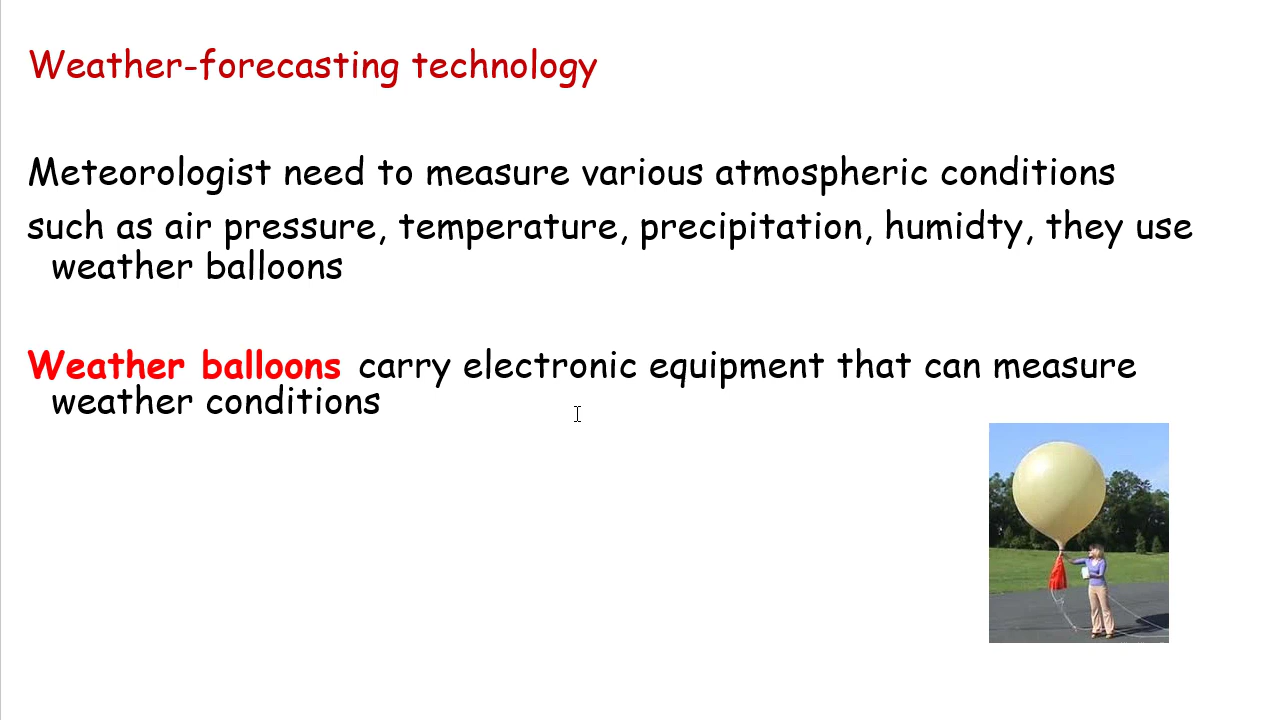 Weather-forecasting technology
Meteorologist need to measure various atmospheric conditions
such as air pressure, temperature, precipitation, humidty, they use
weather balloons
Weather balloons carry electronic equipment that can measure
weather conditions